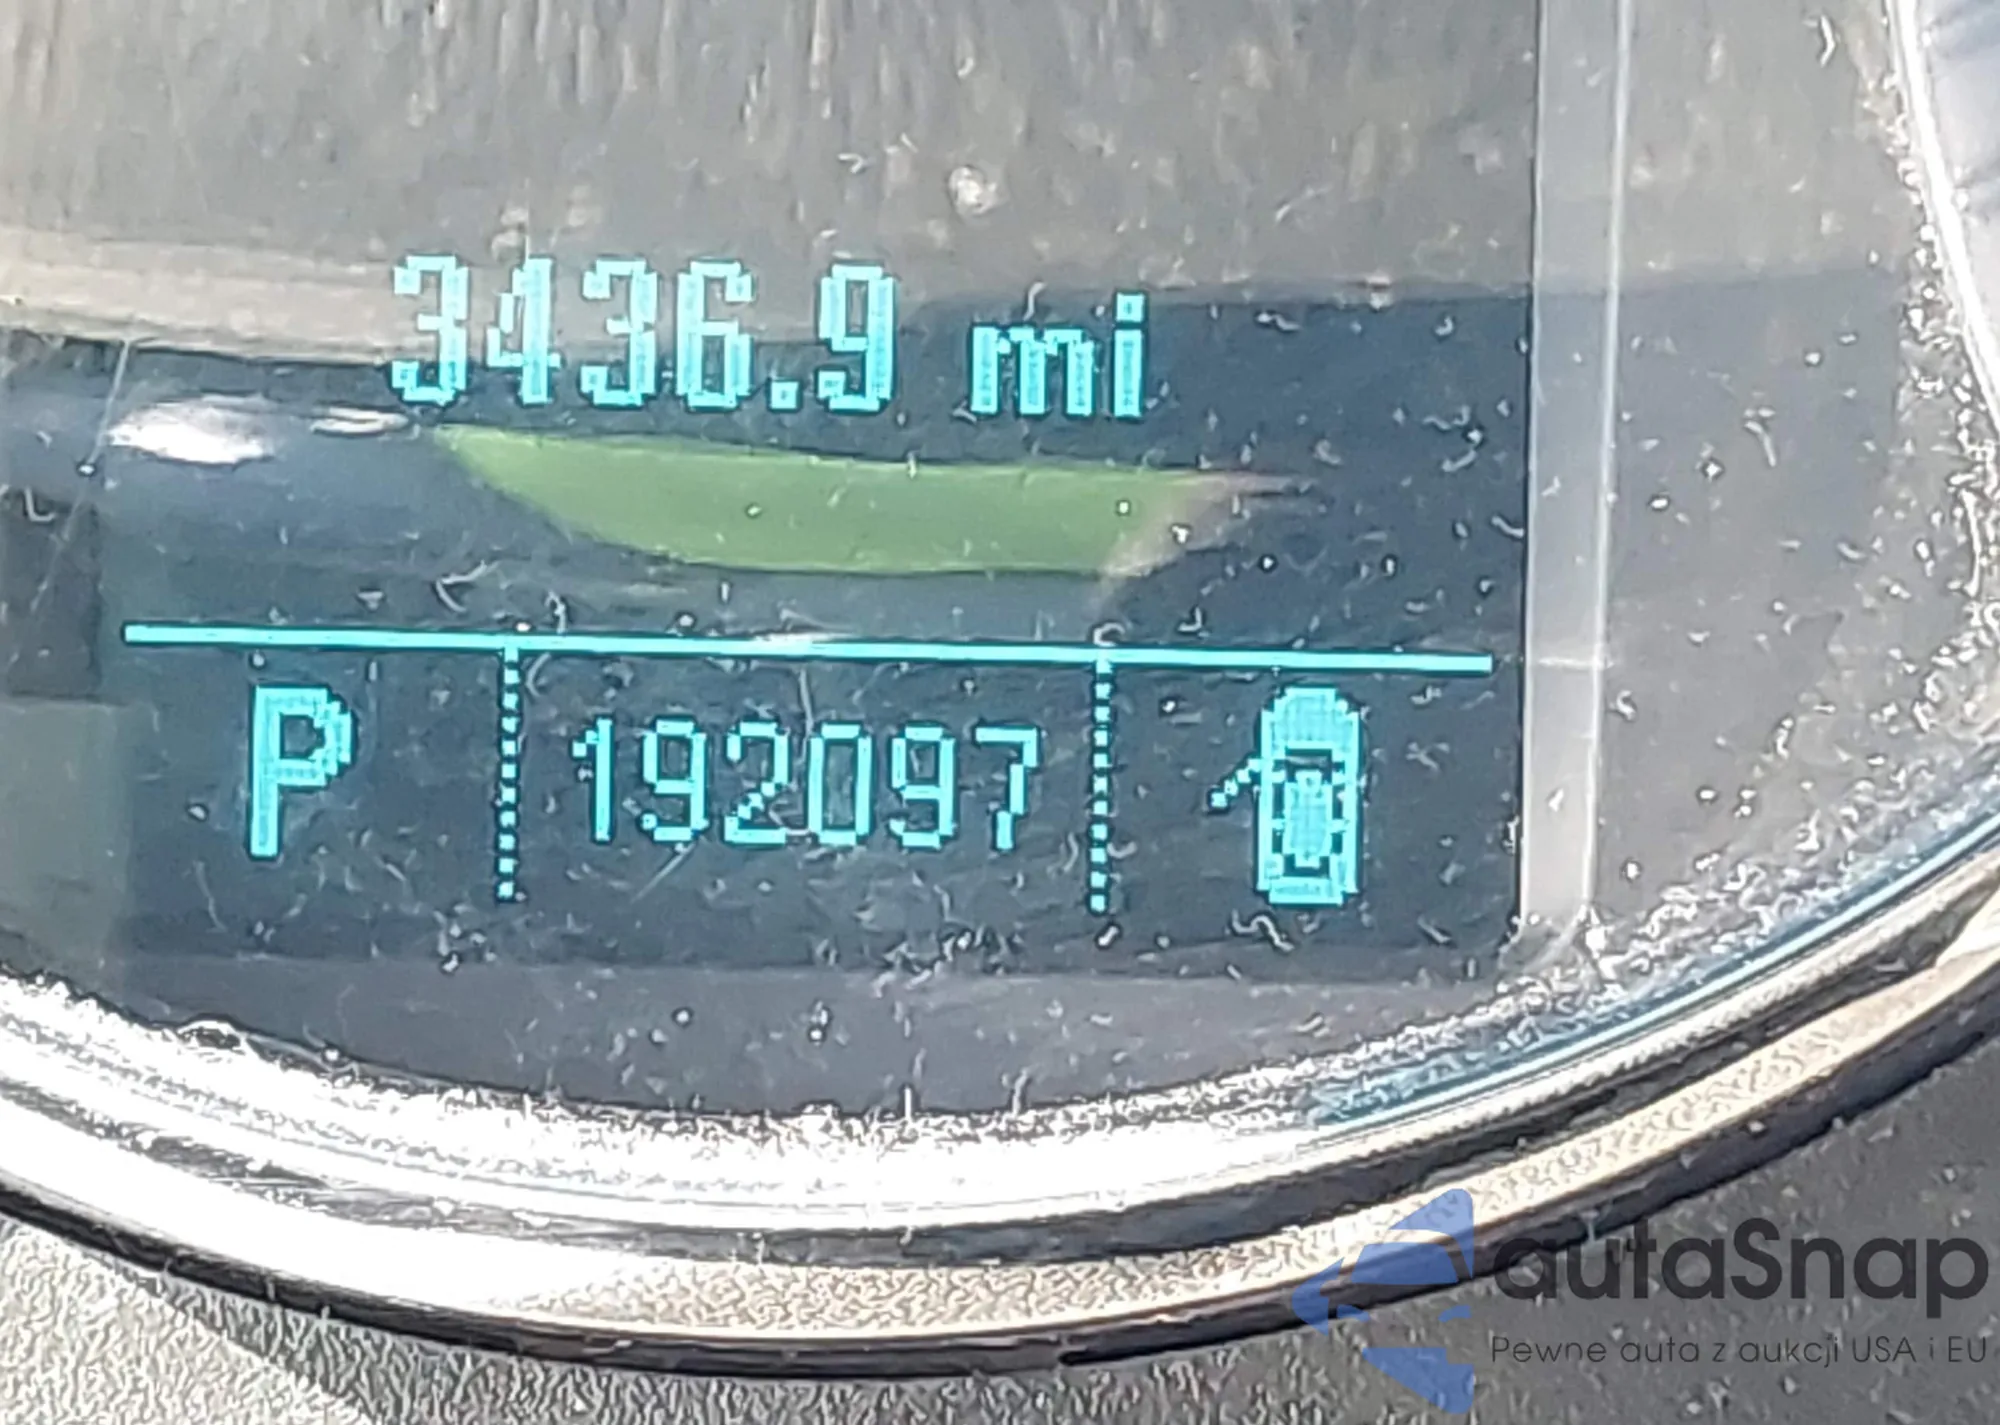 3436.9 mi
P 192097
autaSnap
Pewne auta z aukcji USA i EU